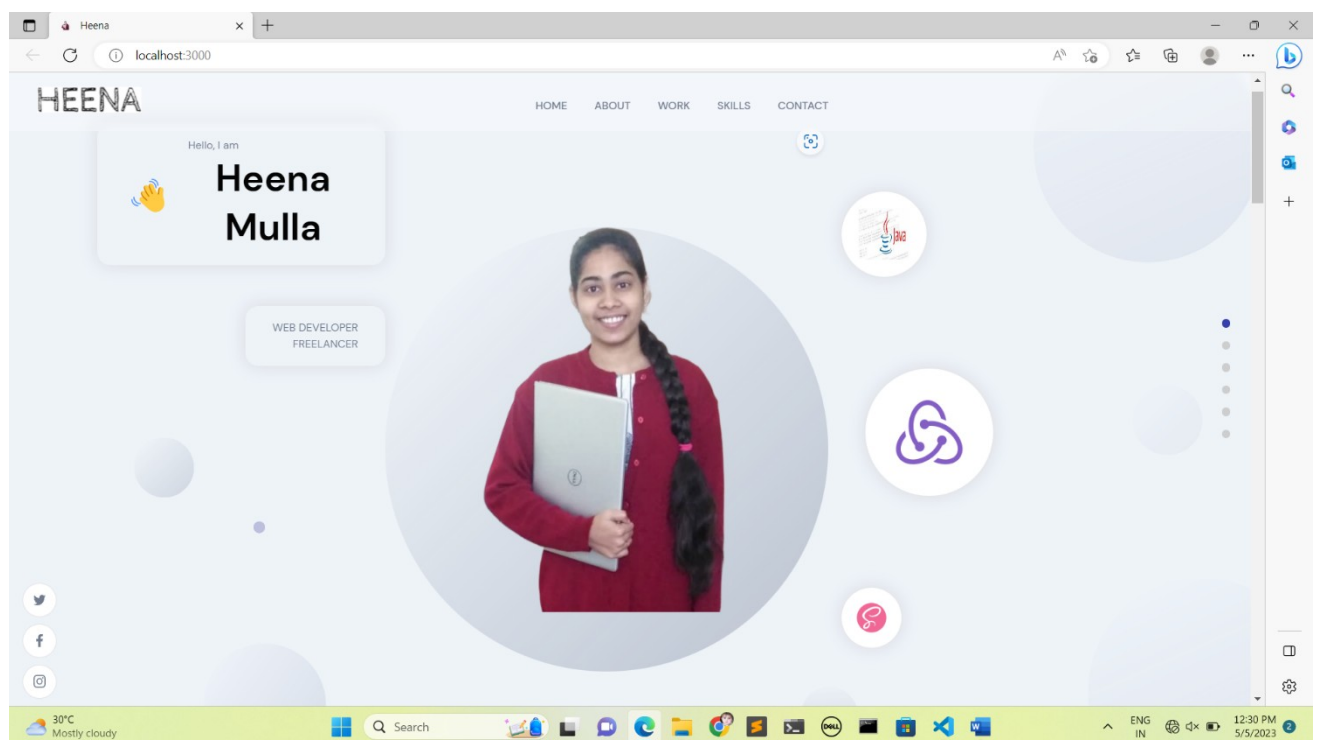 Heena
localhost:3000
HEENA
HOME ABOUT WORK SKILLS CONTACT
Hello, I am
Heena
Mulla
Java
WEB DEVELOPER
FREELANCER
30°C
Mostly cloudy
Search
DELL
ENG
IN
12:30 PM
5/5/2023
2